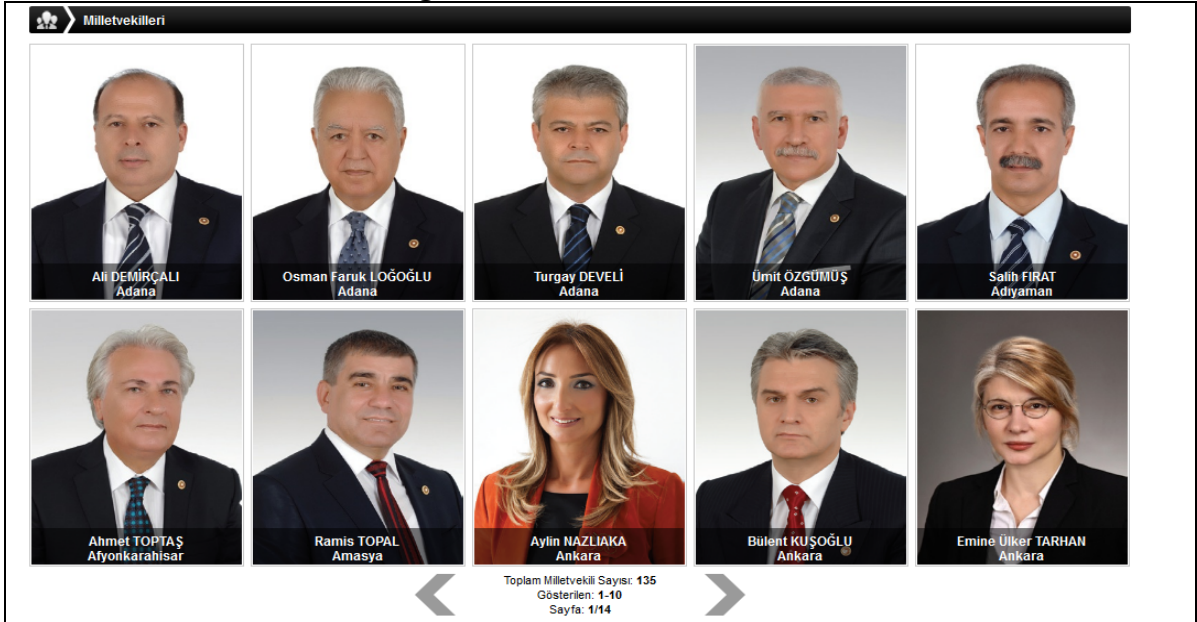 Milletvekilleri
Ali DEMİRÇALI
Adana
Osman Faruk LOĞOĞLU
Adana
Turgay DEVELİ
Adana
Ümit ÖZGÜMÜŞ
Adana
Salih FIRAT
Adıyaman
Ahmet TOPTAŞ
Afyonkarahisar
Ramis TOPAL
Amasya
Aylin NAZLIAKA
Ankara
Bülent KUŞOĞLU
Ankara
Emine Ülker TARHAN
Ankara
Toplam Milletvekili Sayısı: 135
Gösterilen: 1-10
Sayfa: 1/14